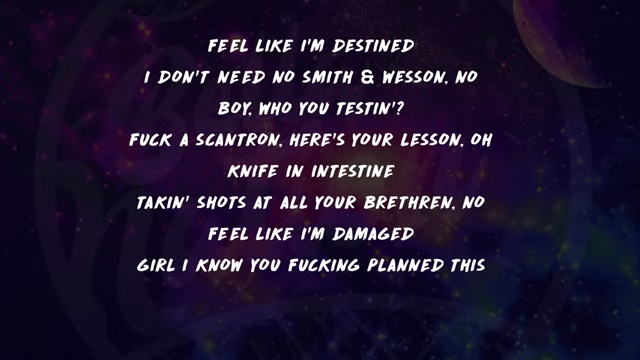 FEEL LIKE I'M DESTINED
I DON'T NEED NO SMITH & WESSON, NO
BOY, WHO YOU TESTIN'?
FUCK A SCANTRON, HERE'S YOUR LESSON, OH
KNIFE IN INTESTINE
TAKIN' SHOTS AT ALL YOUR BRETHREN, NO
FEEL LIKE I'M DAMAGED
GIRL I KNOW YOU FUCKING PLANNED THIS